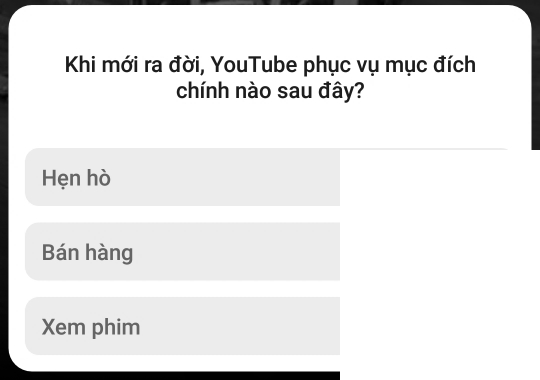 Khi mới ra đời, YouTube phục vụ mục đích
chính nào sau đây?
Hẹn hò
Bán hàng
Xem phim